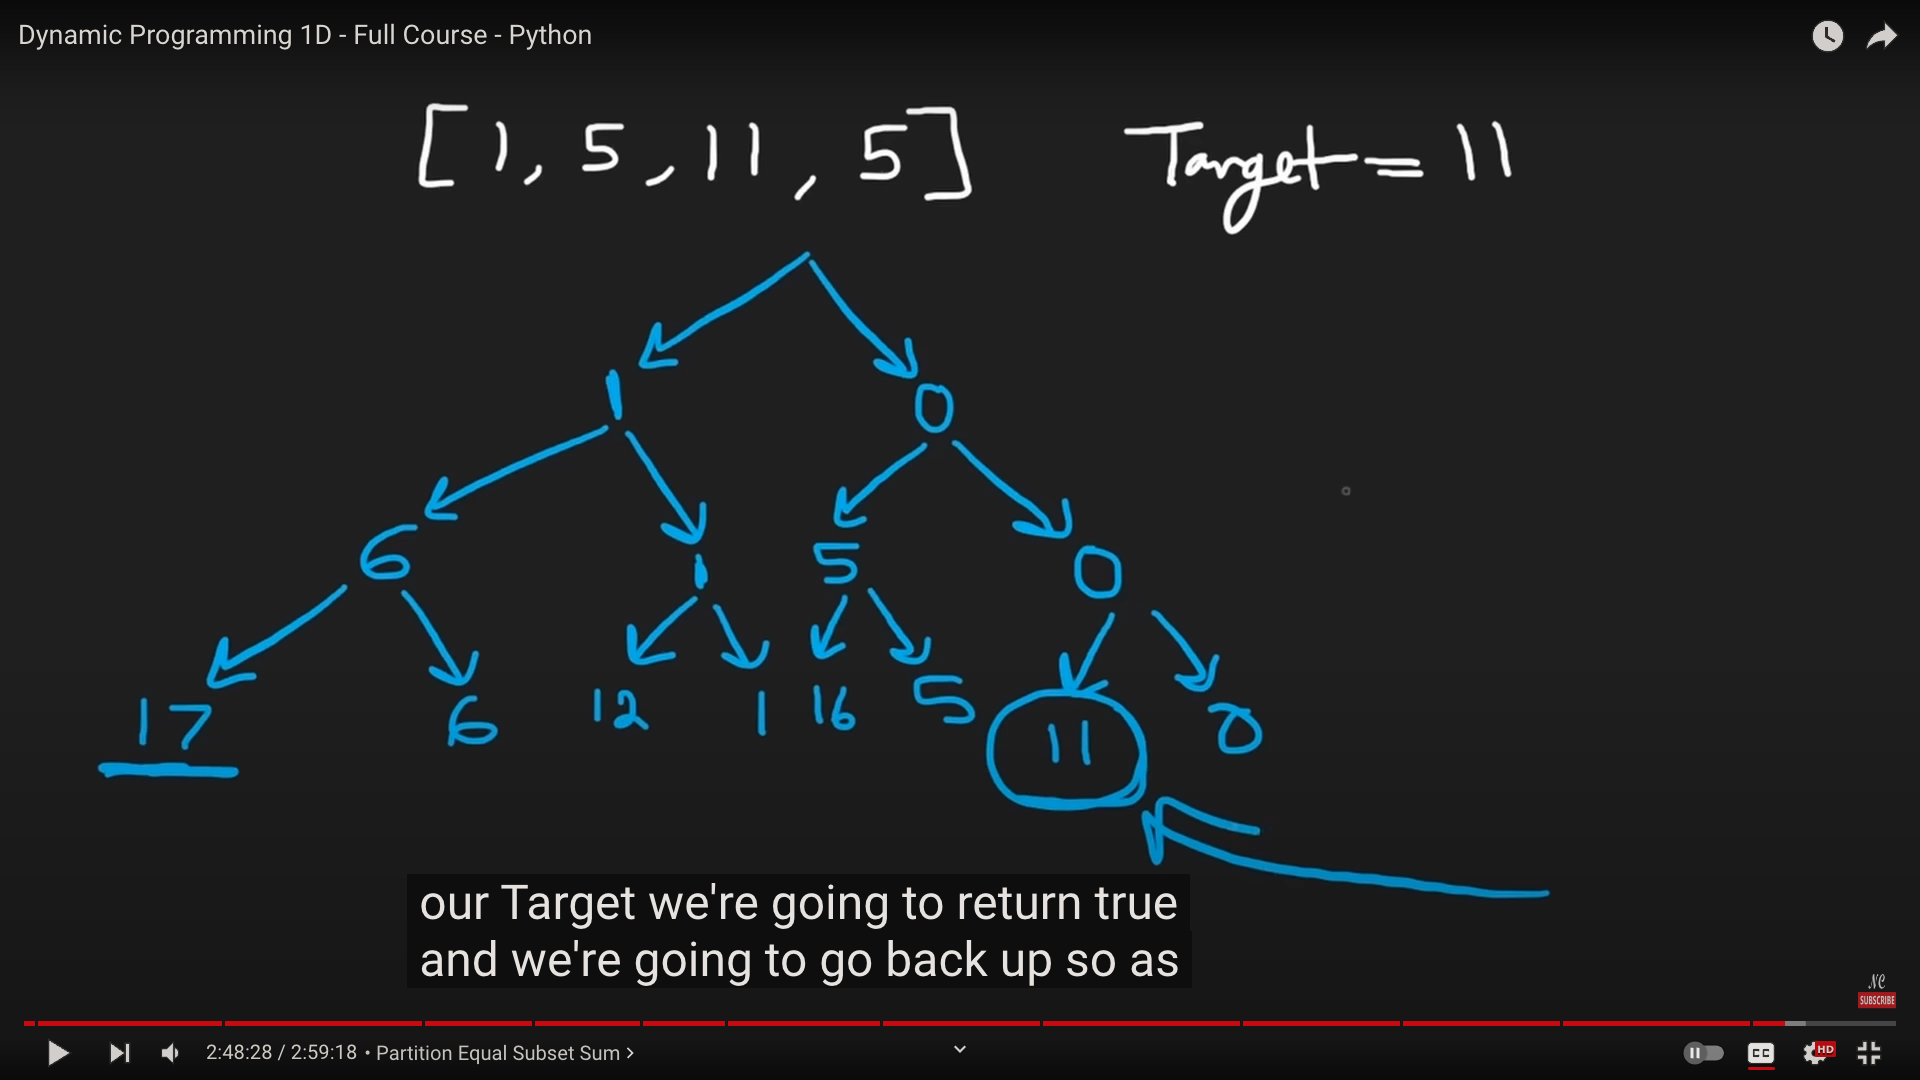 Dynamic Programming 1D - Full Course - Python
[1, 5, 11, 5] Target = 11
1 0
6 1 5 0
17 6 12 1 16 5 11 0
our Target we're going to return true
and we're going to go back up so as
NC
SUBSCRIBE
2:48:28 / 2:59:18 • Partition Equal Subset Sum >
CC HD